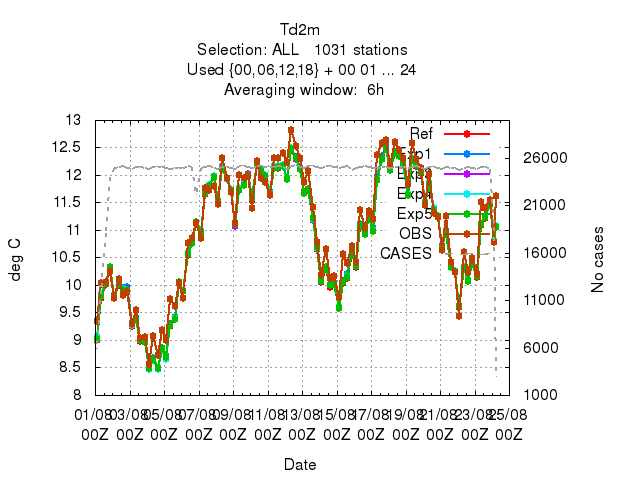 Td2m
Selection: ALL 1031 stations
Used {00,06,12,18} + 00 01 ... 24
Averaging window: 6h
13
12.5
12
11.5
11
10.5
10
9.5
9
8.5
8
deg C
Ref
Exp1
Exp5
OBS
CASES
26000
21000
16000
11000
6000
1000
No cases
01/08 03/08 05/08 07/08 09/08 11/08 13/08 15/08 17/08 19/08 21/08 23/08 25/08
00Z 00Z 00Z 00Z 00Z 00Z 00Z 00Z 00Z 00Z 00Z 00Z 00Z
Date